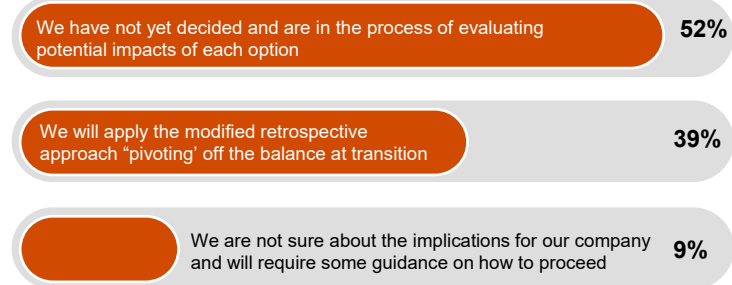 We have not yet decided and are in the process of evaluating
potential impacts of each option
52%
We will apply the modified retrospective
approach “pivoting’ off the balance at transition
39%
We are not sure about the implications for our company
and will require some guidance on how to proceed
9%